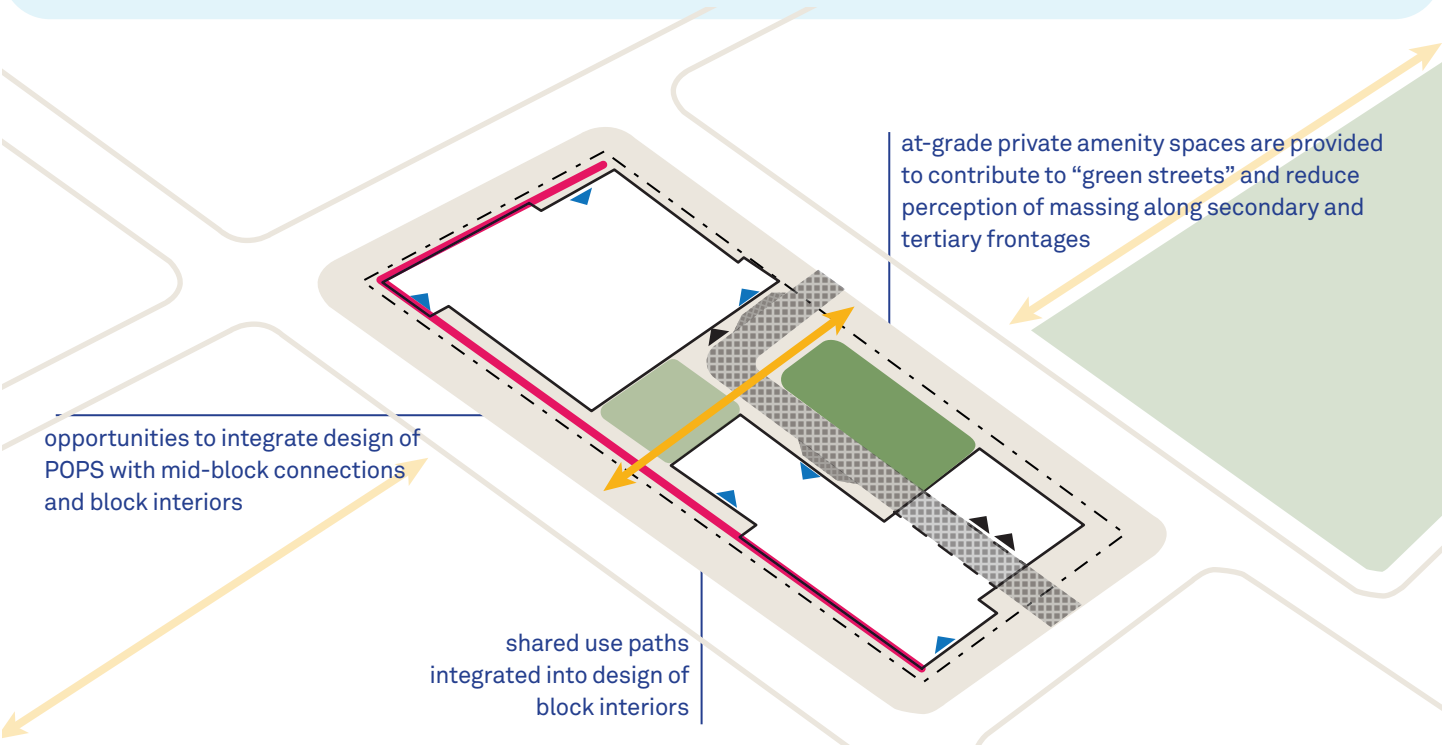 at-grade private amenity spaces are provided
to contribute to “green streets” and reduce
perception of massing along secondary and
tertiary frontages
opportunities to integrate design of
POPS with mid-block connections
and block interiors
shared use paths
integrated into design of
block interiors